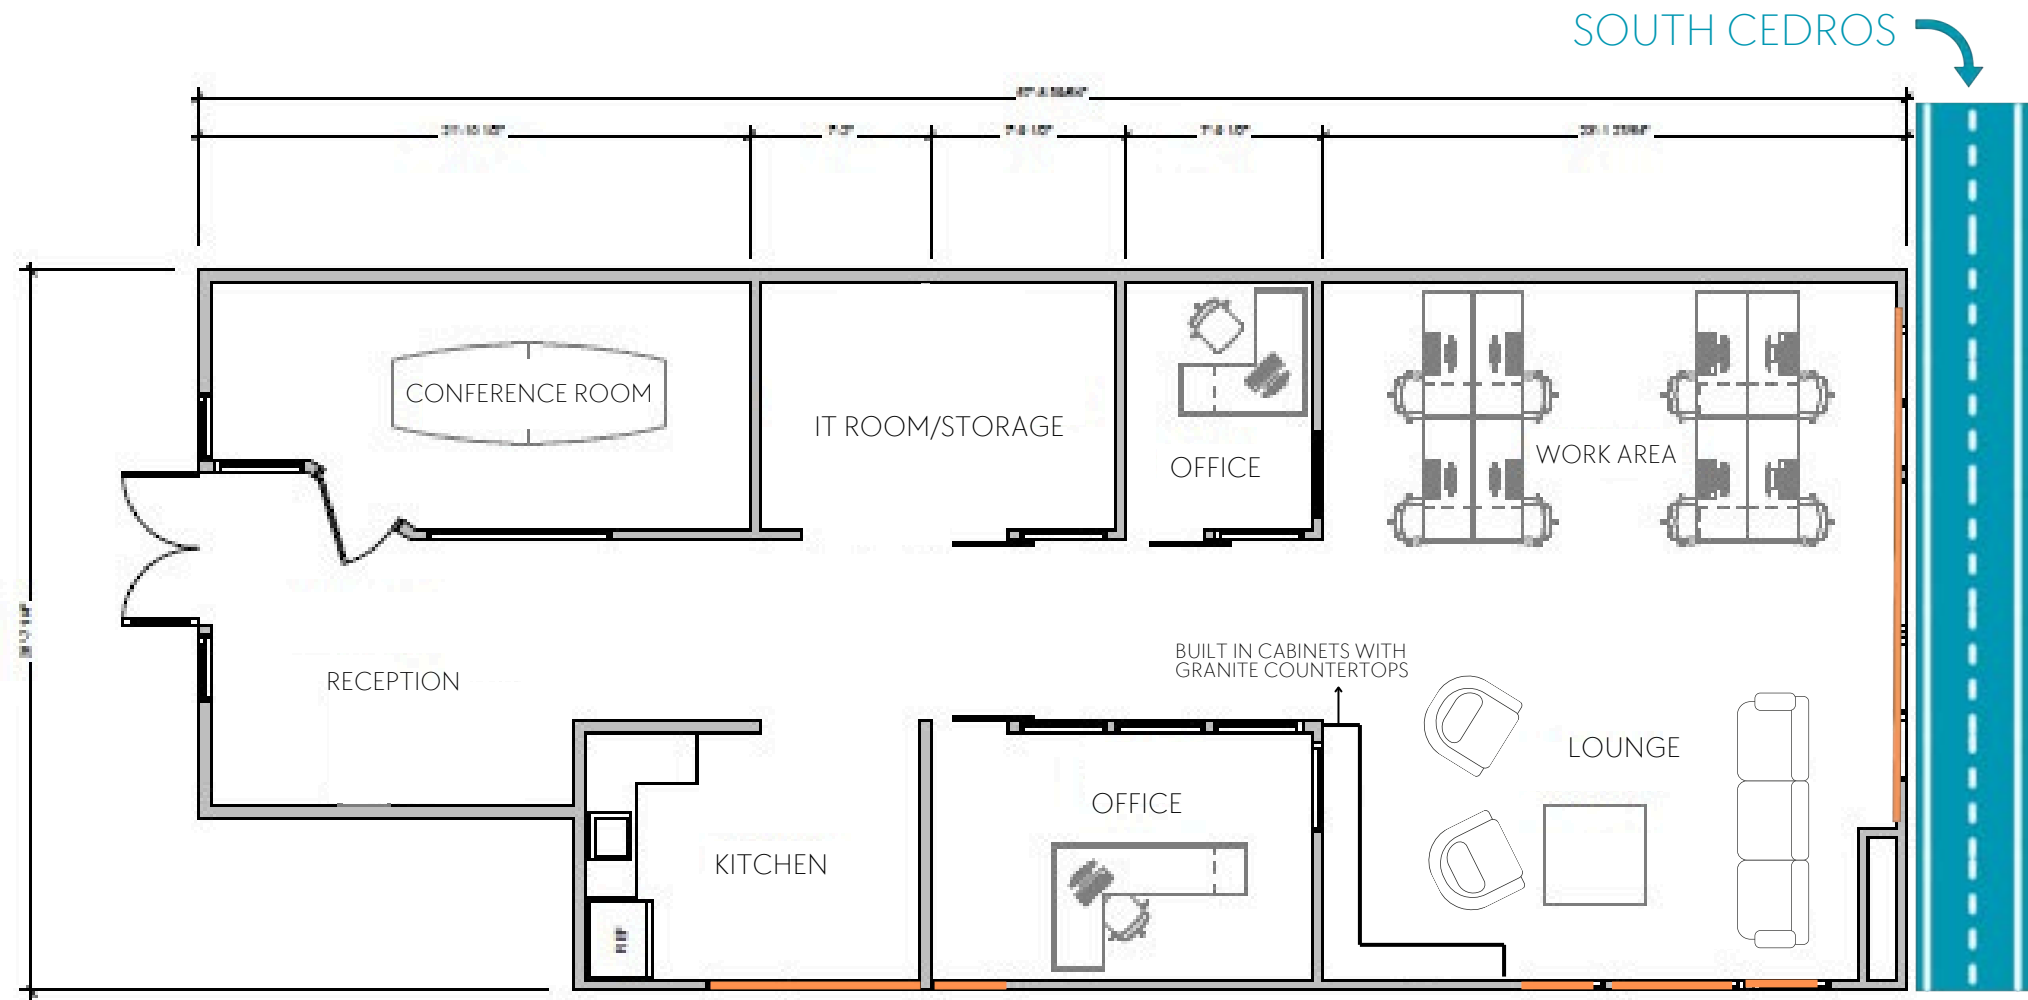 SOUTH CEDROS
CONFERENCE ROOM
IT ROOM/STORAGE
OFFICE
WORK AREA
BUILT IN CABINETS WITH
GRANITE COUNTERTOPS
RECEPTION
LOUNGE
OFFICE
KITCHEN